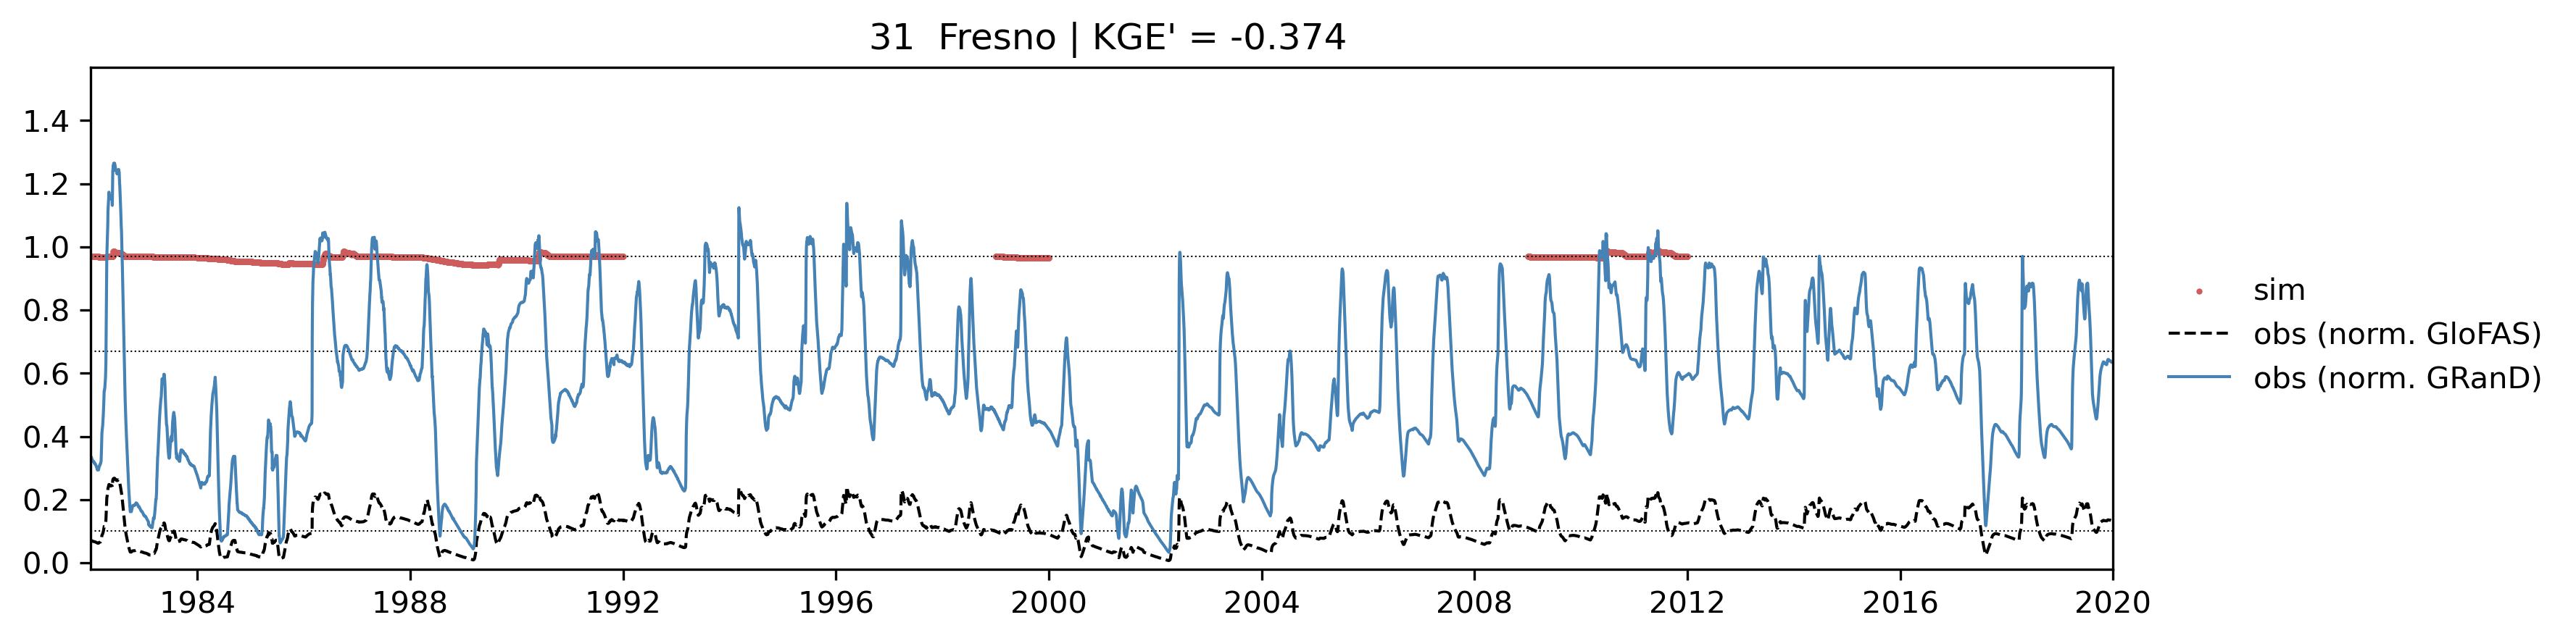 31  Fresno | KGE' = -0.374
1.4
1.2
1.0
0.8
0.6
0.4
0.2
0.0
1984 1988 1992 1996 2000 2004 2008 2012 2016 2020
sim
obs (norm. GloFAS)
obs (norm. GRanD)